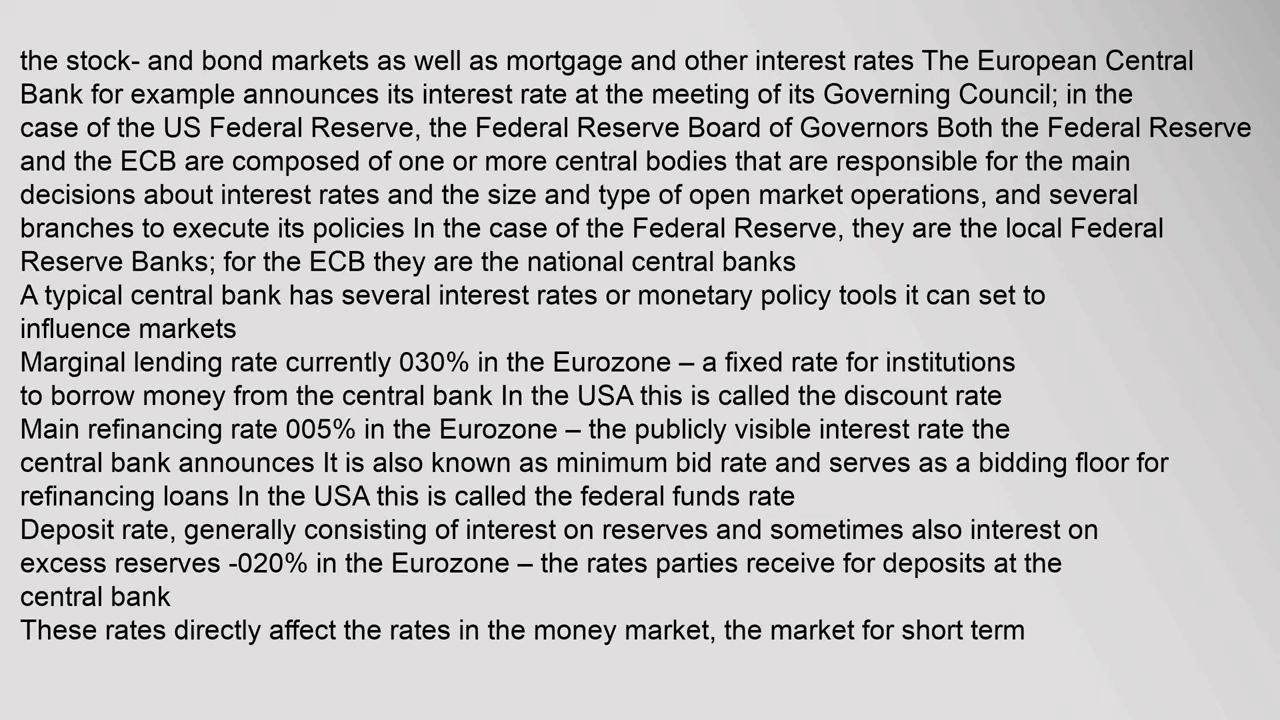 the stock- and bond markets as well as mortgage and other interest rates The European Central
Bank for example announces its interest rate at the meeting of its Governing Council; in the
case of the US Federal Reserve, the Federal Reserve Board of Governors Both the Federal Reserve
and the ECB are composed of one or more central bodies that are responsible for the main
decisions about interest rates and the size and type of open market operations, and several
branches to execute its policies In the case of the Federal Reserve, they are the local Federal
Reserve Banks; for the ECB they are the national central banks
A typical central bank has several interest rates or monetary policy tools it can set to
influence markets
Marginal lending rate currently 030% in the Eurozone – a fixed rate for institutions
to borrow money from the central bank In the USA this is called the discount rate
Main refinancing rate 005% in the Eurozone – the publicly visible interest rate the
central bank announces It is also known as minimum bid rate and serves as a bidding floor for
refinancing loans In the USA this is called the federal funds rate
Deposit rate, generally consisting of interest on reserves and sometimes also interest on
excess reserves -020% in the Eurozone – the rates parties receive for deposits at the
central bank
These rates directly affect the rates in the money market, the market for short term